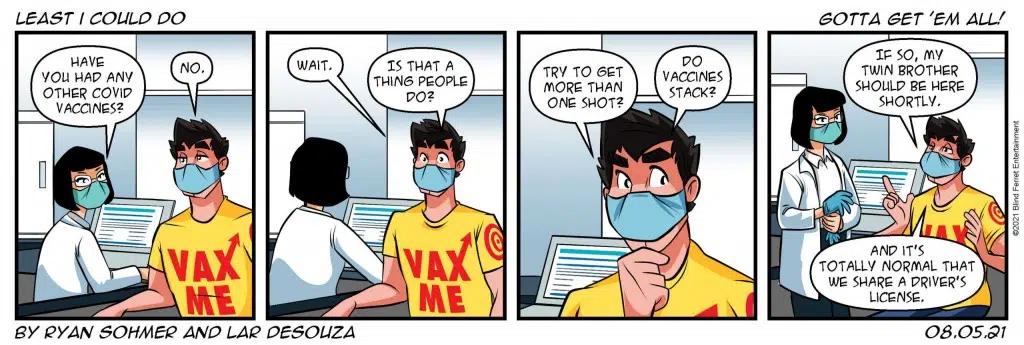 LEAST I COULD DO
GOTTA GET 'EM ALL!
HAVE
YOU HAD ANY
OTHER COVID
VACCINES?
NO.
VAX
ME
WAIT.
IS THAT A
THING PEOPLE
DO?
VAX
ME
TRY TO GET
MORE THAN
ONE SHOT?
DO
VACCINES
STACK?
IF SO, MY
TWIN BROTHER
SHOULD BE HERE
SHORTLY.
VAX
AND IT'S
TOTALLY NORMAL THAT
WE SHARE A DRIVER'S
LICENSE.
©2021 Blind Ferret Entertainment
BY RYAN SOHMER AND LAR DESOUZA
08.05.21